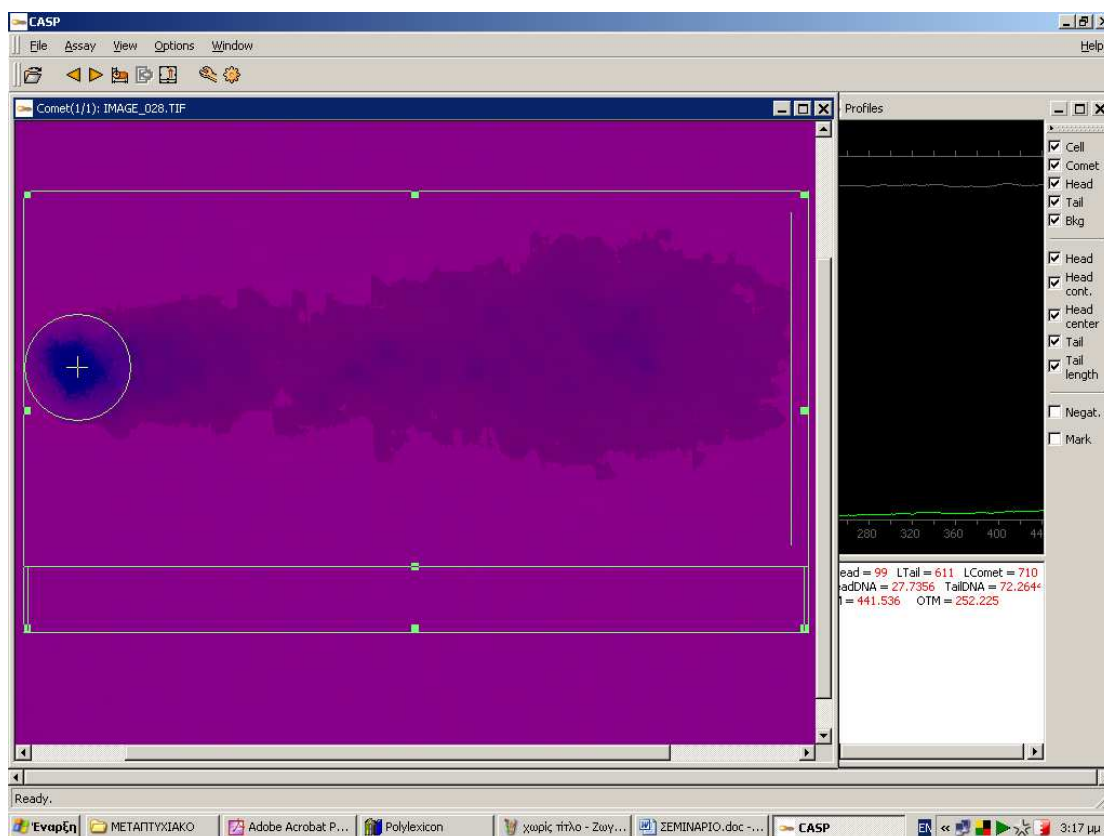 CASP
File Assay View Options Window Help
Comet(1/1): IMAGE_028.TIF
Profiles
Cell
Comet
Head
Tail
Bkg
Head
Head
cont.
Head
center
Tail
Tail
length
Negat.
Mark
280 320 360 400 44
ead = 99 LTail = 611 LComet = 710
adDNA = 27.7356 TailDNA = 72.2644
= 441.536 OTM = 252.225
Ready.
Έναρξη ΜΕΤΑΠΤΥΧΙΑΚΟ Adobe Acrobat P... Polylexicon χωρίς τίτλο - Ζωγ... ΣΕΜΙΝΑΡΙΟ.doc -... CASP EN « 3:17 μμ